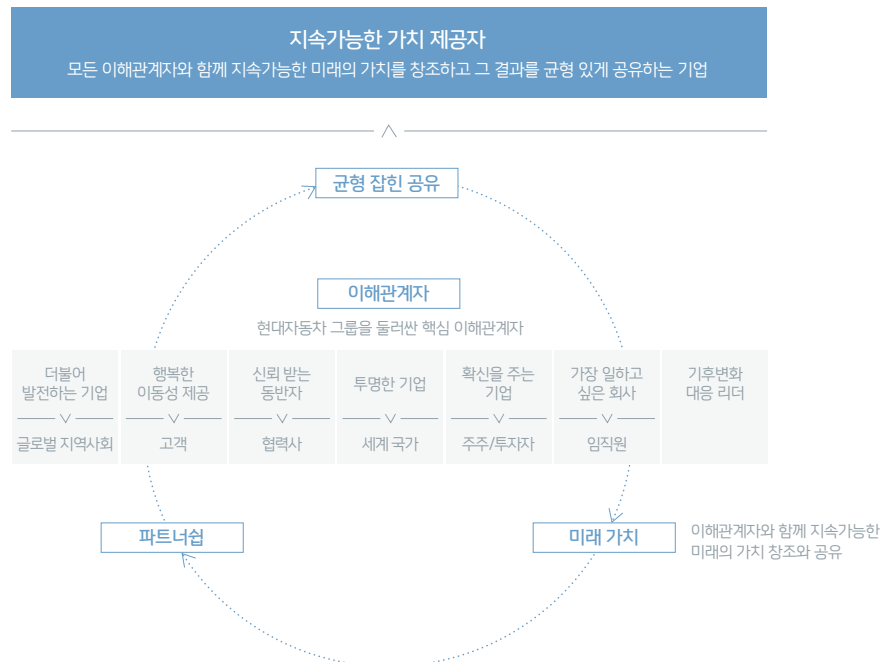 지속가능한 가치 제공자
모든 이해관계자와 함께 지속가능한 미래의 가치를 창조하고 그 결과를 균형 있게 공유하는 기업
균형 잡힌 공유
이해관계자
현대자동차 그룹을 둘러싼 핵심 이해관계자
더불어
발전하는 기업
글로벌 지역사회
행복한
이동성 제공
고객
신뢰 받는
동반자
협력사
투명한 기업
세계 국가
확신을 주는
기업
주주/투자자
가장 일하고
싶은 회사
임직원
기후변화
대응 리더
파트너쉽
미래 가치
이해관계자와 함께 지속가능한
미래의 가치 창조와 공유